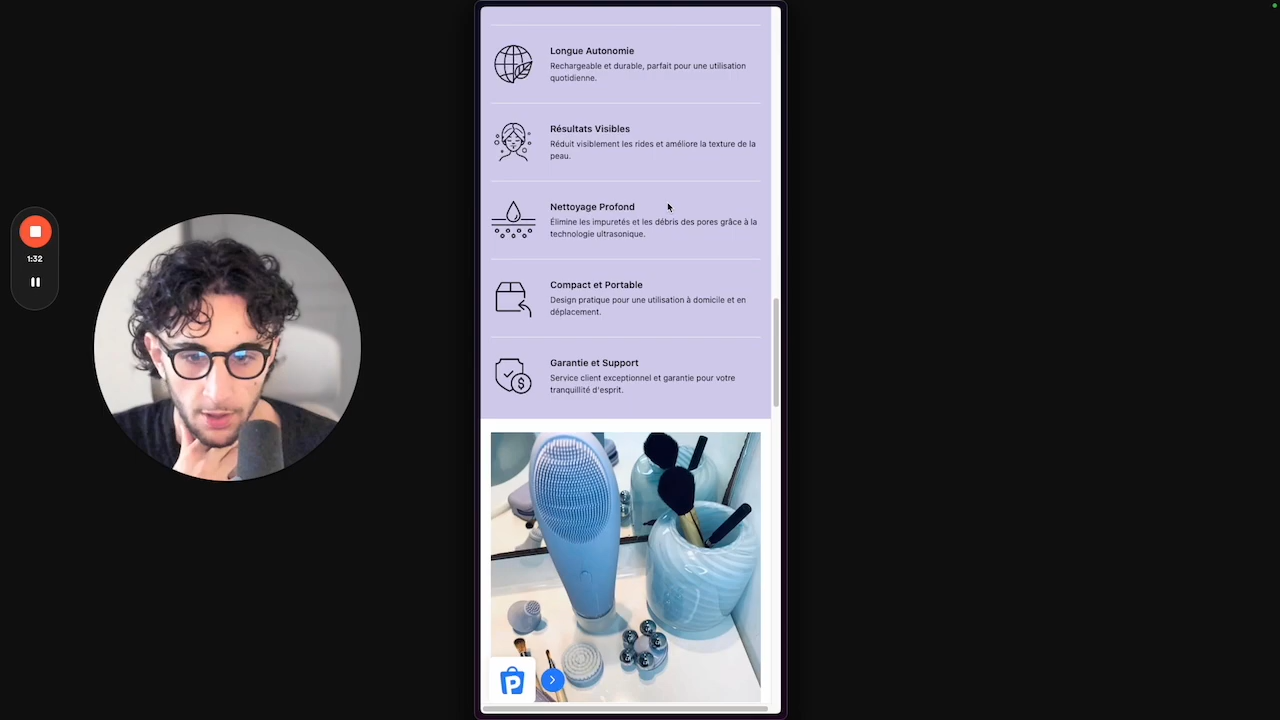 Longue Autonomie
Rechargeable et durable, parfait pour une utilisation
quotidienne.
Résultats Visibles
Réduit visiblement les rides et améliore la texture de la
peau.
Nettoyage Profond
Élimine les impuretés et les débris des pores grâce à la
technologie ultrasonique.
Compact et Portable
Design pratique pour une utilisation à domicile et en
déplacement.
Garantie et Support
Service client exceptionnel et garantie pour votre
tranquillité d'esprit.
1:32